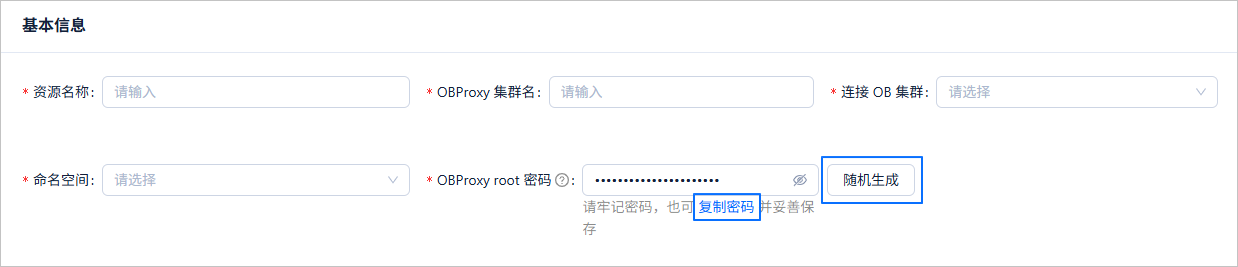 基本信息
* 资源名称: 请输入 * OBProxy 集群名: 请输入 * 连接 OB 集群: 请选择
* 命名空间: 请选择 * OBProxy root 密码 ? : •••••••••••••••••••••• 随机生成
请牢记密码，也可 复制密码 并妥善保
存